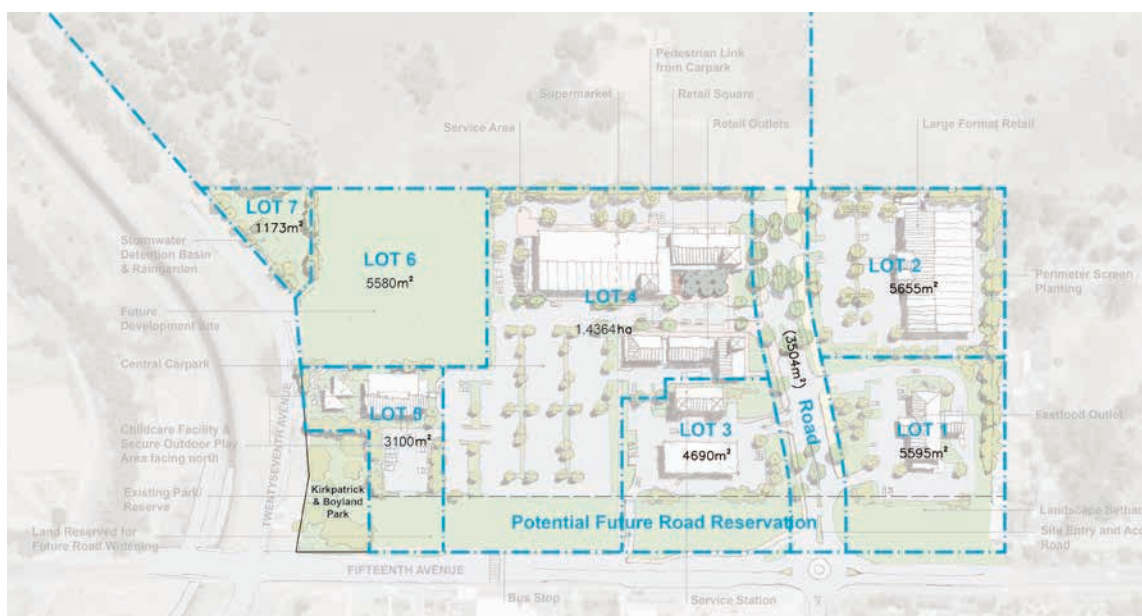 Pedestrian Link
from Carpark
Supermarket
Retail Square
Service Area
Retail Outlets
Large Format Retail
LOT 7
1173m²
Stormwater
Detention Basin
& Raingarden
LOT 6
5580m²
LOT 4
1.4364ha
LOT 2
5655m²
Perimeter Screen
Planting
Future
Development Site
(3504m²)
Road
Central Carpark
TWENTYSEVENTH AVENUE
LOT 5
3100m²
LOT 3
4690m²
LOT 1
5595m²
Fastfood Outlet
Childcare Facility &
Secure Outdoor Play
Area facing north
Existing Park/
Reserve
Kirkpatrick
& Boyland
Park
Potential Future Road Reservation
Land Reserved for
Future Road Widening
Landscape
Site Entry and
Road
FIFTEENTH AVENUE
Bus Stop
Service Station